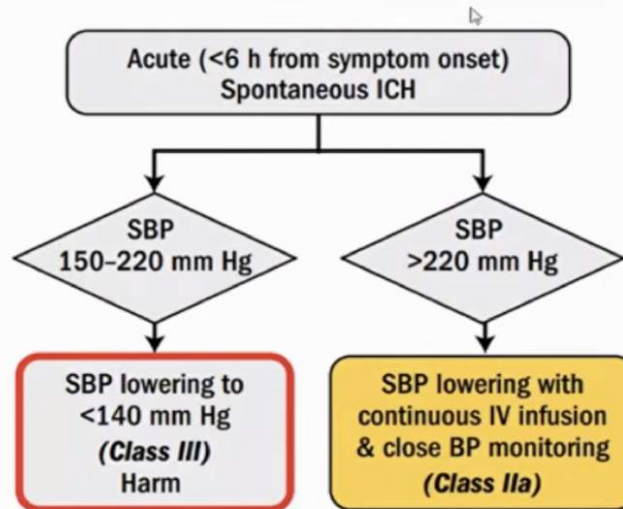 Acute (<6 h from symptom onset)
Spontaneous ICH
SBP
150–220 mm Hg
SBP
>220 mm Hg
SBP lowering to
<140 mm Hg
(Class III)
Harm
SBP lowering with
continuous IV infusion
& close BP monitoring
(Class IIa)